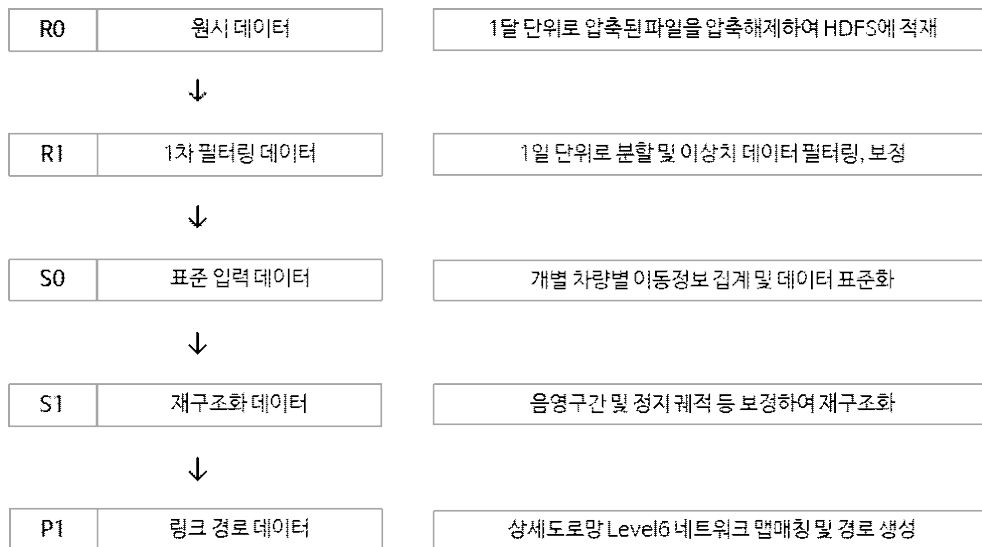 R0 원시 데이터 1달 단위로 압축된 파일을 압축해제하여 HDFS에 적재
↓
R1 1차 필터링 데이터 1일 단위로 분할 및 이상치 데이터 필터링, 보정
↓
S0 표준 입력 데이터 개별 차량별 이동정보 집계 및 데이터 표준화
↓
S1 재구조화 데이터 음영구간 및 정지 궤적 등 보정하여 재구조화
↓
P1 링크 경로 데이터 상세도로망 Level6 네트워크 맵매칭 및 경로 생성